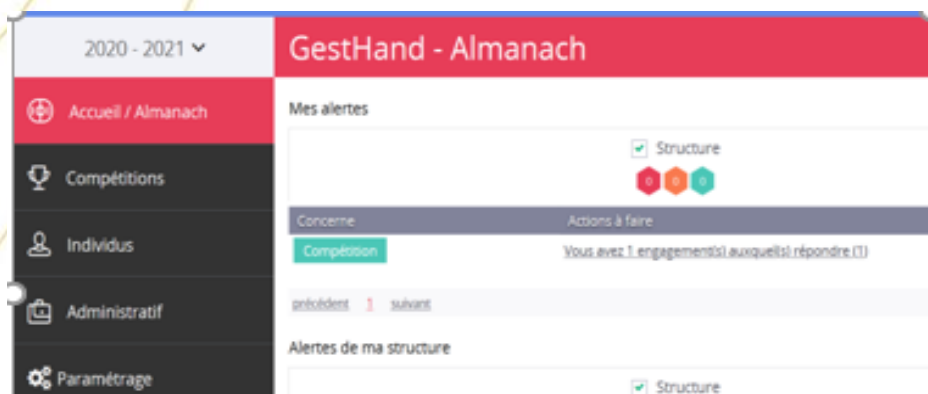 2020 - 2021
GestHand - Almanach
Accueil / Almanach
Compétitions
Individus
Administratif
Paramétrage
Mes alertes
Structure
0 0 0
Concerne Actions à faire
Compétition Vous avez 1 engagement(s) auxquel(s) répondre (1)
précédent 1 suivant
Alertes de ma structure
Structure